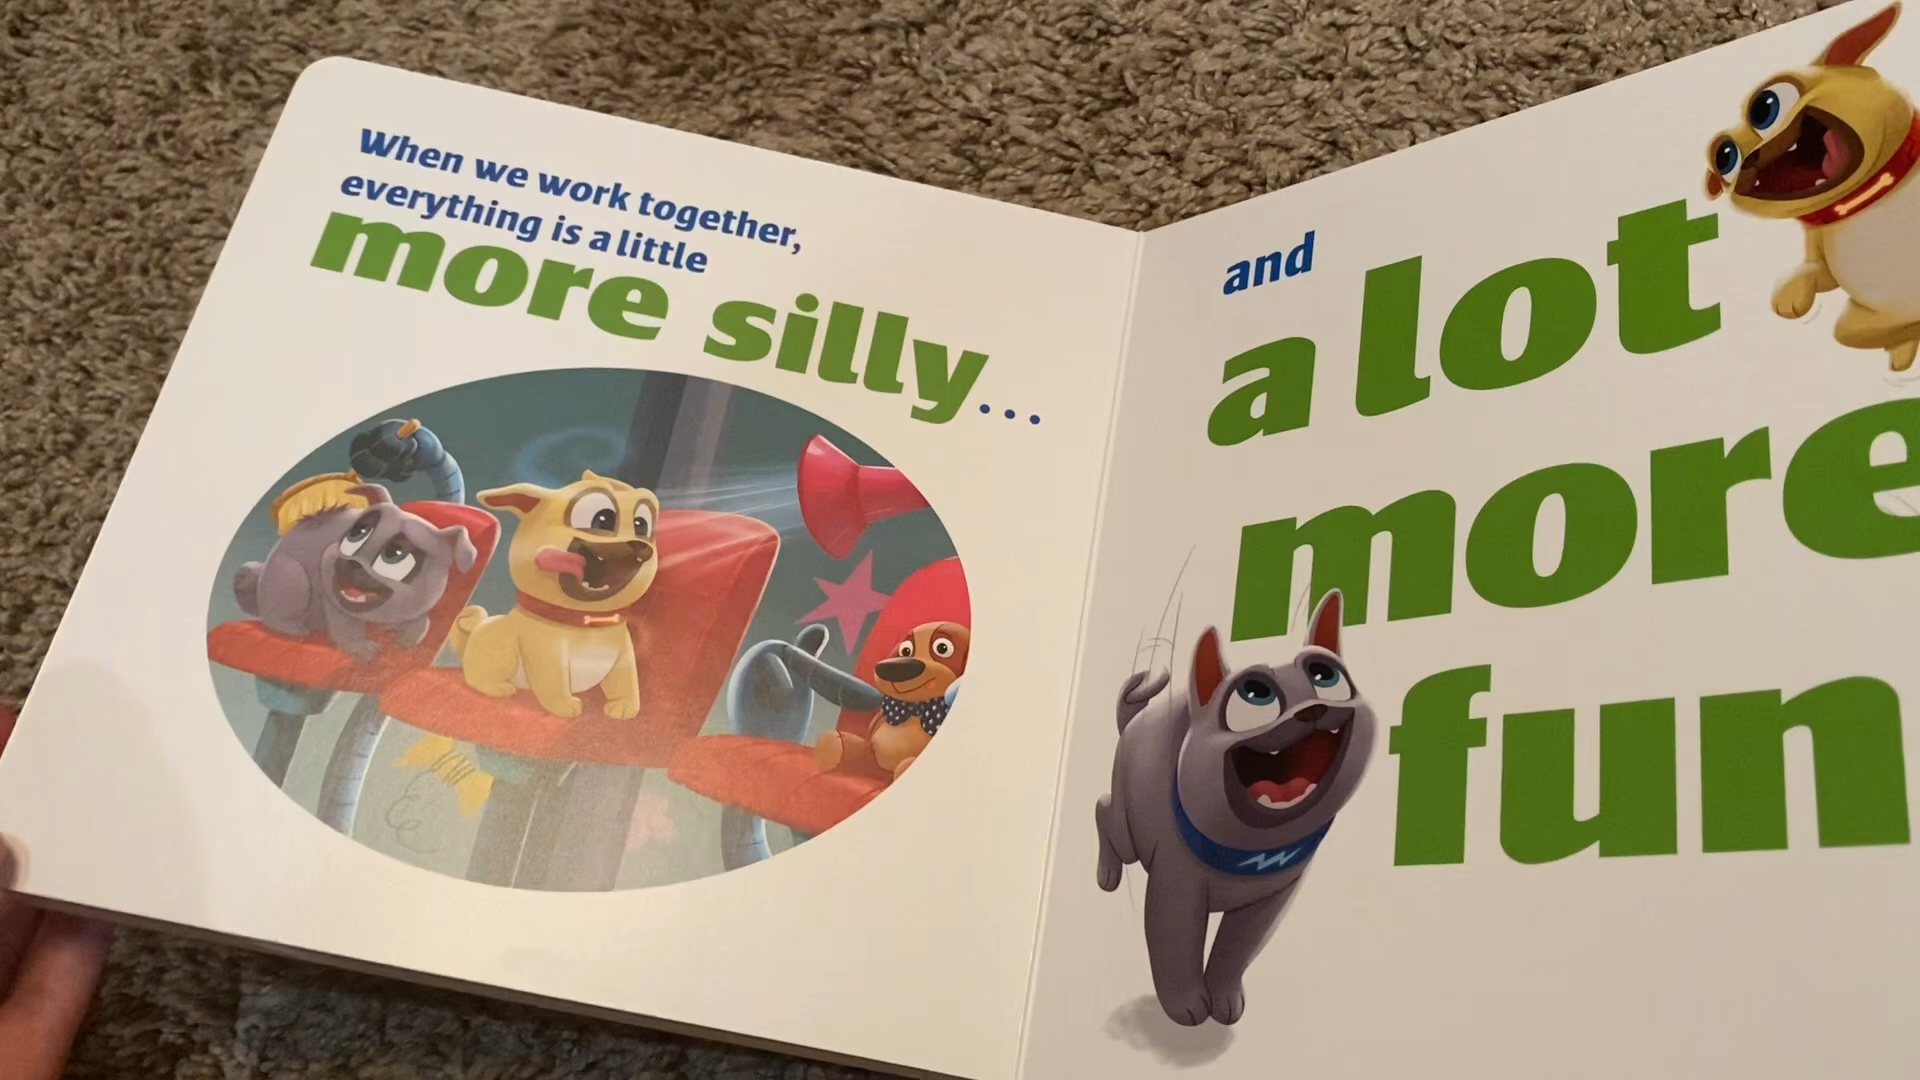 When we work together,
everything is a little
more silly...
and
a lot
more
fun